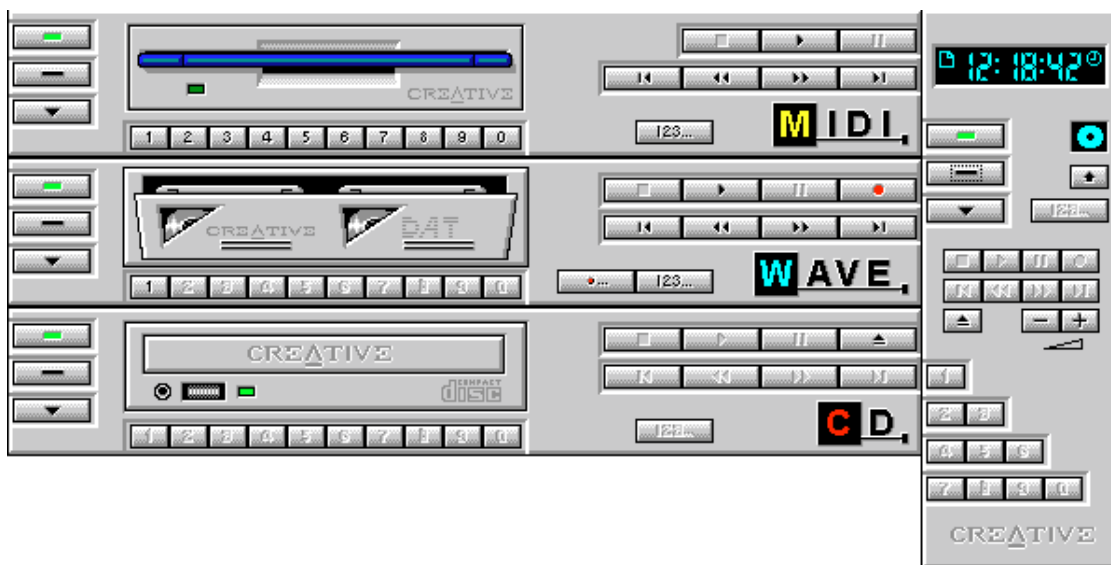 12:18:42
CREATIVE
123...
MIDI.
1 2 3 4 5 6 7 8 9 0
123...
CREATIVE DAT
123...
WAVE.
1 2 3 4 5 6 7 8 9 0
CREATIVE
COMPACT
disc
123...
CD.
1 2 3 4 5 6 7 8 9 0
1
2 3
4 5 6
7 8 9 0
CREATIVE